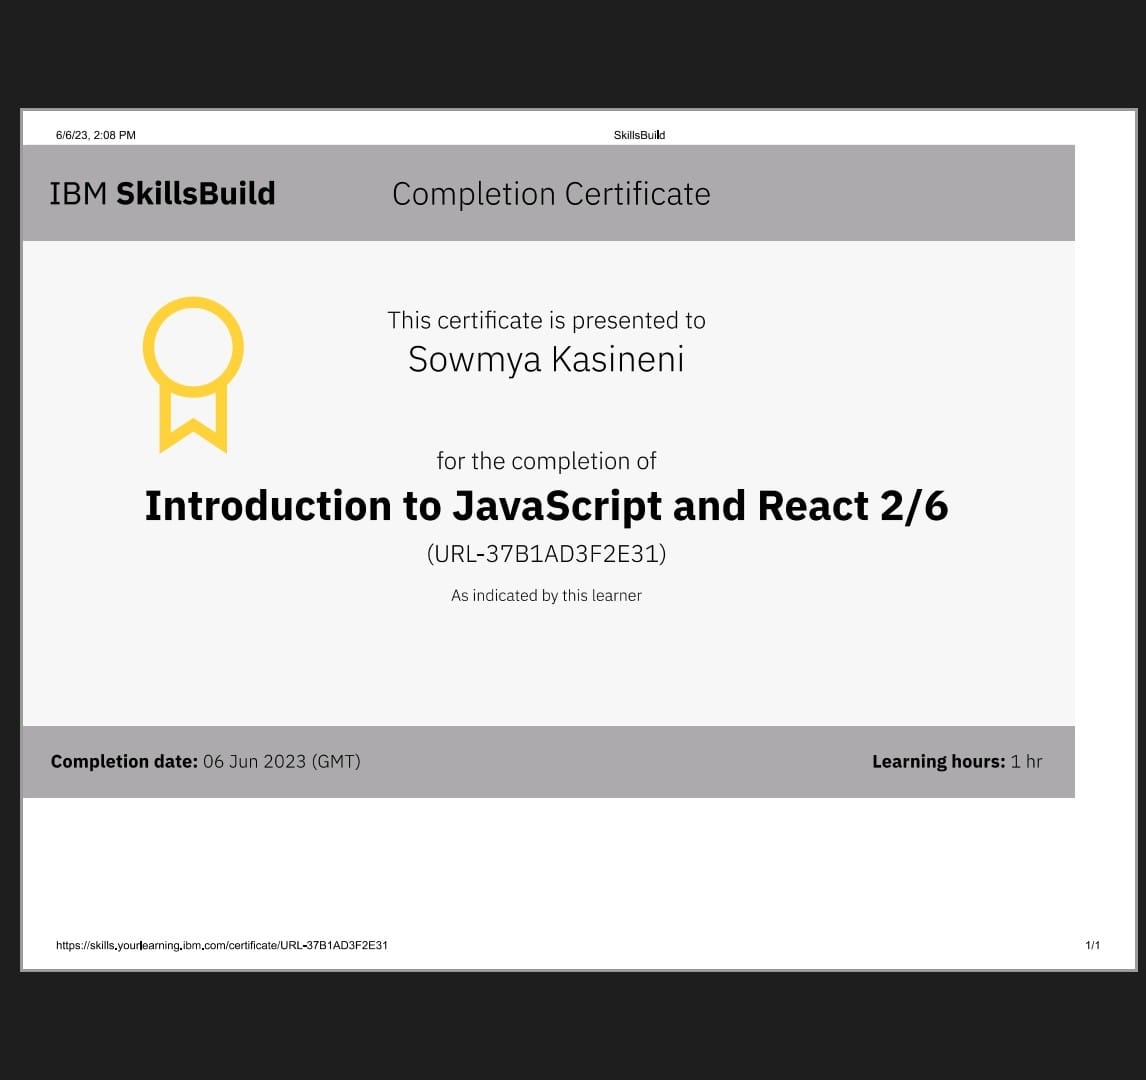 6/6/23, 2:08 PM
SkillsBuild
IBM SkillsBuild
Completion Certificate
This certificate is presented to
Sowmya Kasineni
for the completion of
Introduction to JavaScript and React 2/6
(URL-37B1AD3F2E31)
As indicated by this learner
Completion date: 06 Jun 2023 (GMT)
Learning hours: 1 hr
https://skills.yourlearning.ibm.com/certificate/URL-37B1AD3F2E31
1/1